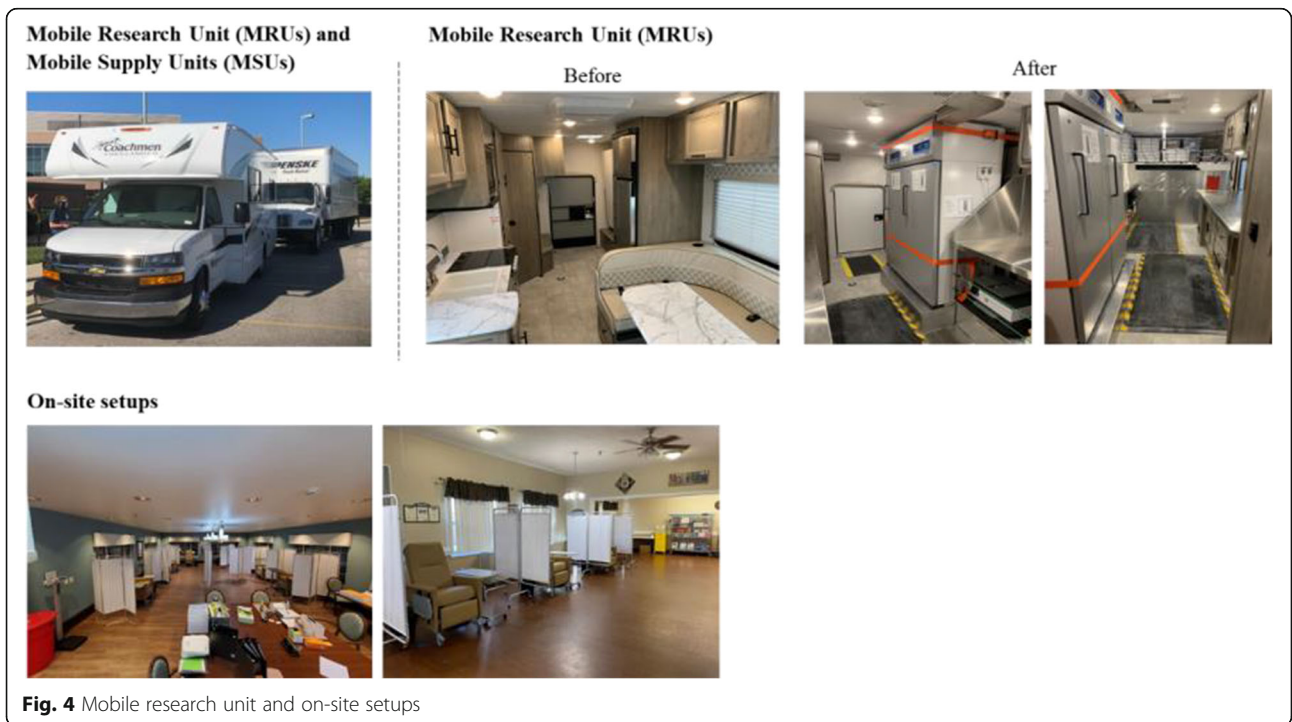 Mobile Research Unit (MRUs) and
Mobile Supply Units (MSUs)
Mobile Research Unit (MRUs)
Before
After
Coachmen
PENSKE
On-site setups
Fig. 4 Mobile research unit and on-site setups